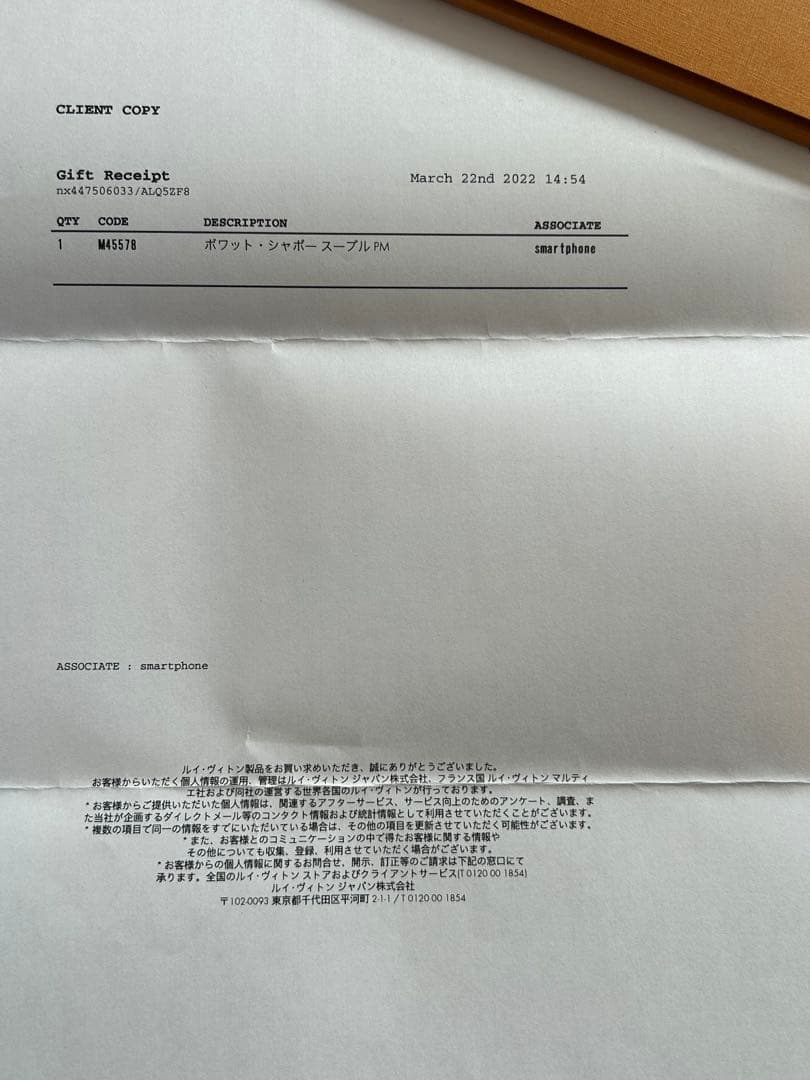 CLIENT COPY
Gift Receipt
March 22nd 2022 14:54
nx447506033/ALQ5ZF8
QTY CODE DESCRIPTION ASSOCIATE
1 M45578 ボワット・シャポー スープル PM smartphone
ASSOCIATE : smartphone
ルイ・ヴィトン製品をお買い求めいただき、誠にありがとうございました。
お客様からいただく個人情報の運用、管理はルイ・ヴィトン ジャパン株式会社、フランス国 ルイ・ヴィトン マルティ
エ社および同社の運営する世界各国のルイ・ヴィトンが行っております。
* お客様からご提供いただいた個人情報は、関連するアフターサービス、サービス向上のためのアンケート、調査、ま
た当社が企画するダイレクトメール等のコンタクト情報および統計情報として利用させていただくことがございます。
* 複数の項目で同一の情報をすでにいただいている場合は、その他の項目を更新させていただく可能性がございます。
* また、お客様とのコミュニケーションの中で得たお客様に関する情報や
その他についても収集、登録、利用させていただく場合がございます。
* お客様からの個人情報に関するお問合せ、開示、訂正等のご請求は下記の窓口にて
承ります。全国のルイ・ヴィトン ストアおよびクライアントサービス(T 0120 00 1854)
ルイ・ヴィトン ジャパン株式会社
〒102-0093 東京都千代田区平河町 2-1-1 / T 0120 00 1854